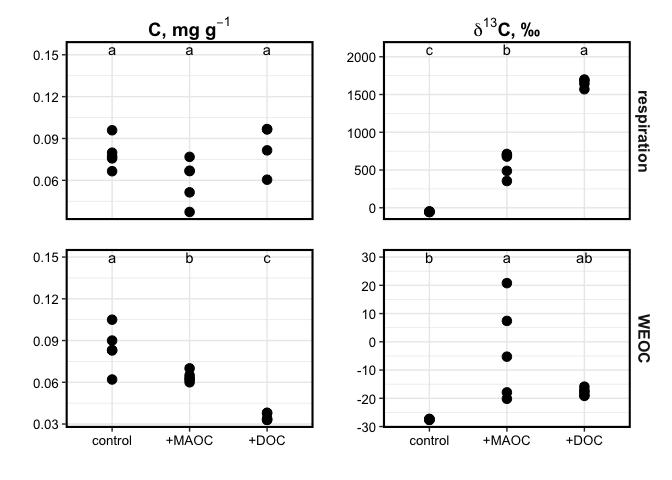 C, mg g⁻¹
δ¹³C, ‰
0.15
0.12
0.09
0.06
a a a
2000
1500
1000
500
0
c b a
respiration
0.15
0.12
0.09
0.06
0.03
a b c
control +MAOC +DOC
30
20
10
0
-10
-20
-30
b a ab
control +MAOC +DOC
WEOC